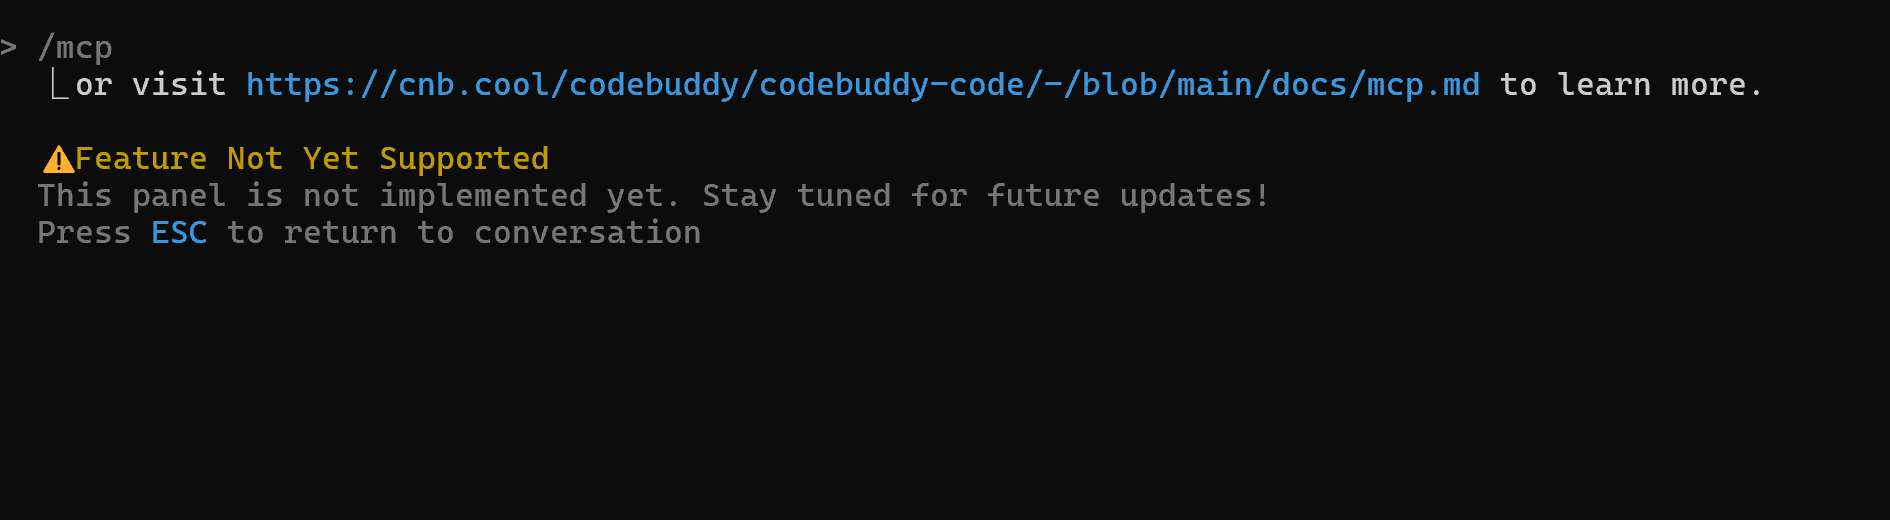 > /mcp
⎿ or visit https://cnb.cool/codebuddy/codebuddy-code/-/blob/main/docs/mcp.md to learn more.
⚠Feature Not Yet Supported
This panel is not implemented yet. Stay tuned for future updates!
Press ESC to return to conversation